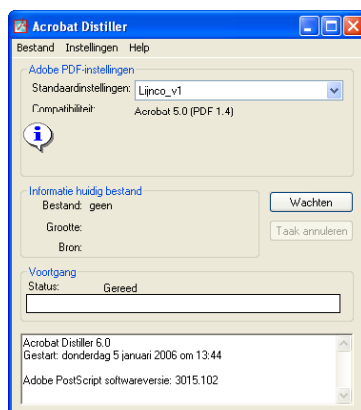 Acrobat Distiller
Bestand Instellingen Help
Adobe PDF-instellingen
Standaardinstellingen: Lijnco_v1
Compatibiliteit: Acrobat 5.0 (PDF 1.4)
Informatie huidig bestand
Bestand: geen
Wachten
Grootte:
Taak annuleren
Bron:
Voortgang
Status: Gereed
Acrobat Distiller 6.0
Gestart: donderdag 5 januari 2006 om 13:44
Adobe PostScript softwareversie: 3015.102